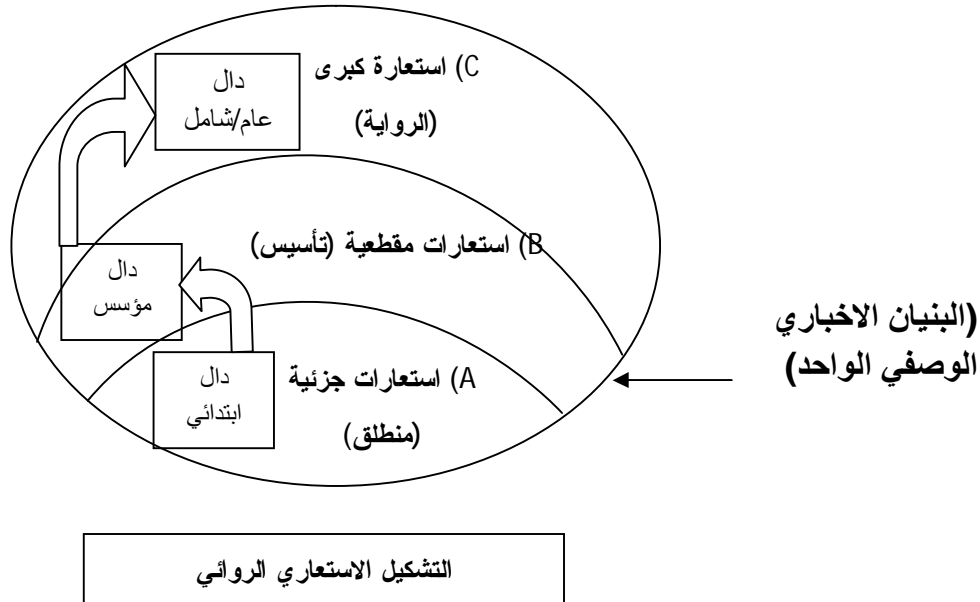 C) استعارة كبرى
(الرواية)
دال
عام/شامل
B) استعارات مقطعية (تأسيس)
دال
مؤسس
A) استعارات جزئية
(منطلق)
دال
ابتدائي
(البنيان الاخباري
الوصفي الواحد)
التشكيل الاستعاري الروائي